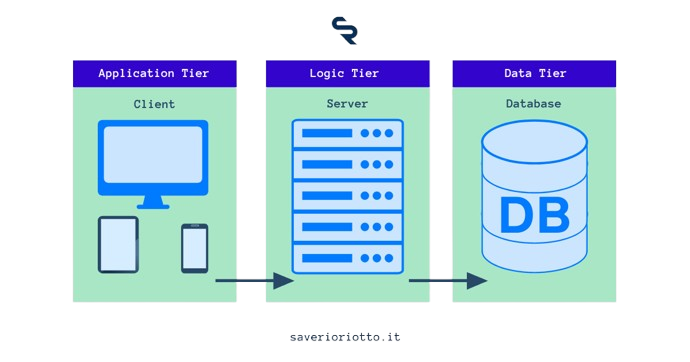 Application Tier
Logic Tier
Data Tier
Client
Server
Database
DB
saverioriotto.it